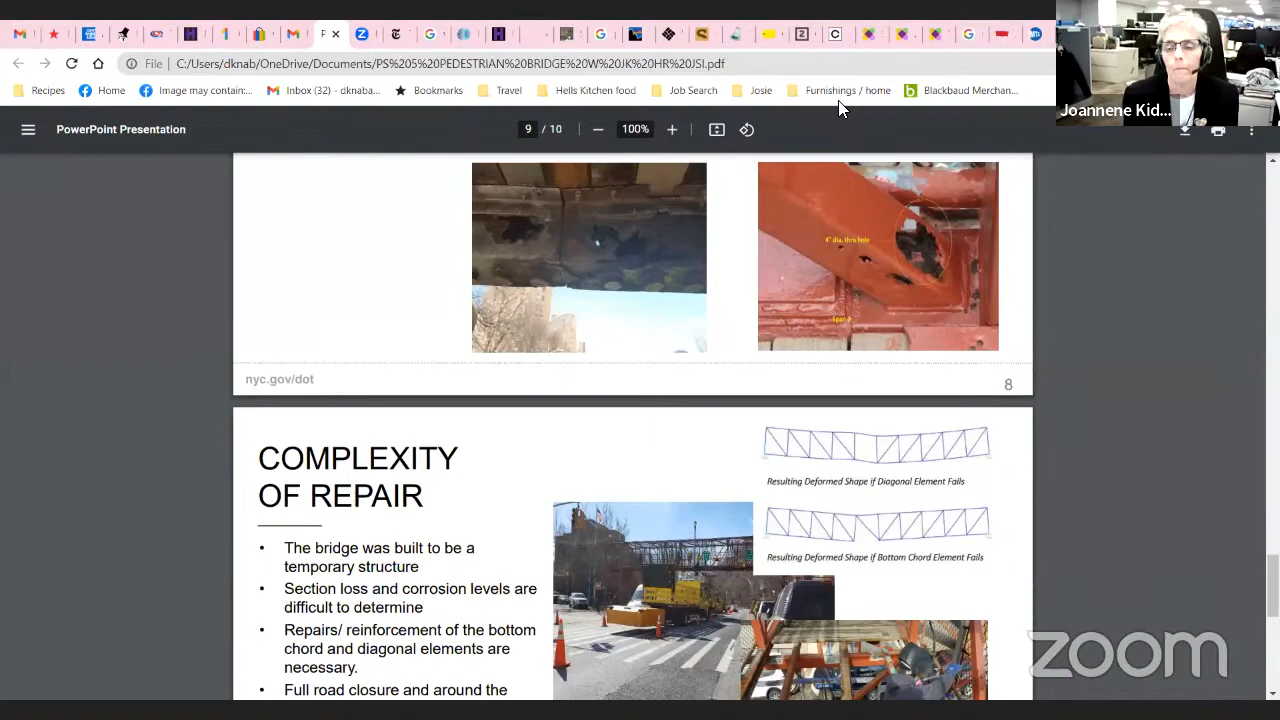 File
C:/Users/dknab/OneDrive/Documents/PS%20%20PEDESTRIAN%20BRIDGE%20W%20JK%20HR%20JSI.pdf
Recipes
Home
Image may contain:...
Inbox (32) - dknaba...
Bookmarks
Travel
Hells Kitchen food
Job Search
Josie
Furnishings / home
Blackbaud Merchan...
Joannene Kid...
PowerPoint Presentation
9 / 10
100%
4" dia. thru hole
nyc.gov/dot
8
COMPLEXITY
OF REPAIR
Resulting Deformed Shape if Diagonal Element Fails
Resulting Deformed Shape if Bottom Chord Element Fails
• The bridge was built to be a
temporary structure
• Section loss and corrosion levels are
difficult to determine
• Repairs/ reinforcement of the bottom
chord and diagonal elements are
necessary.
• Full road closure and around the
zoom